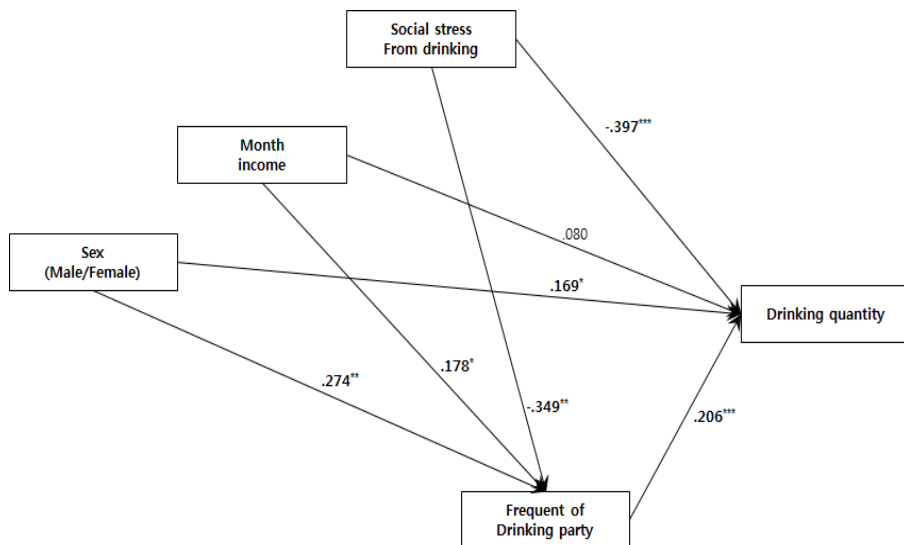 Social stress
From drinking
-.397***
Month
income
.080
Sex
(Male/Female)
.169*
Drinking quantity
.178*
.274**
-.349**
.206***
Frequent of
Drinking party